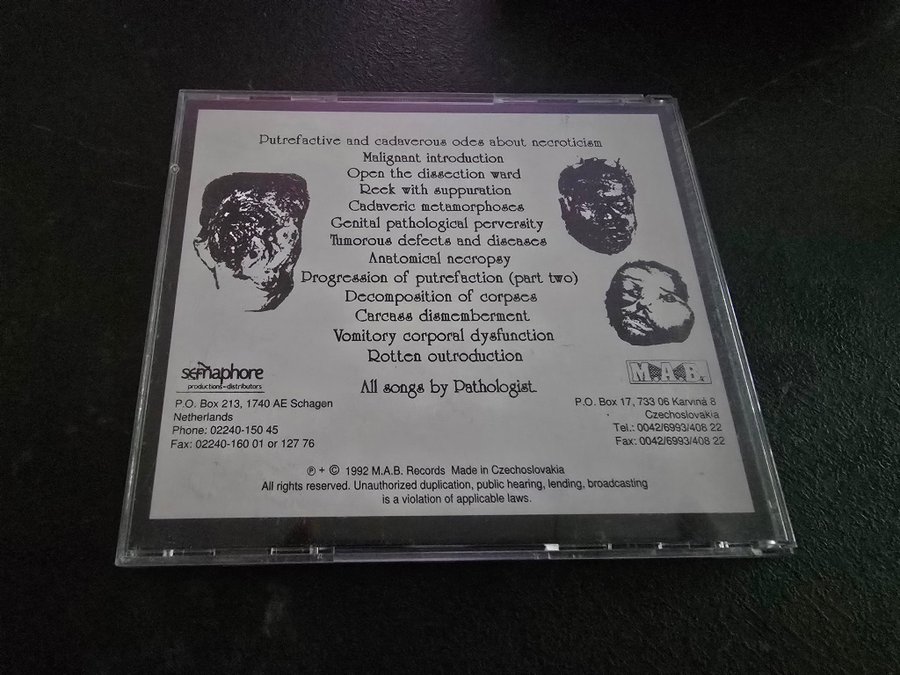 Putrefactive and cadaverous odes about necroticism
Malignant introduction
Open the dissection ward
Reek with suppuration
Cadaveric metamorphoses
Genital pathological perversity
Tumorous defects and diseases
Anatomical necropsy
Progression of putrefaction (part two)
Decomposition of corpses
Carcass dismemberment
Vomitory corporal dysfunction
Rotten outroduction
All songs by Pathologist
semaphore
productions+distributors
P.O. Box 213, 1740 AE Schagen
Netherlands
Phone: 02240-150 45
Fax: 02240-160 01 or 127 76
M.A.B.
P.O. Box 17, 733 06 Karviná 8
Czechoslovakia
Tel.: 0042/6993/408 22
Fax: 0042/6993/408 22
℗ + © 1992 M.A.B. Records Made in Czechoslovakia
All rights reserved. Unauthorized duplication, public hearing, lending, broadcasting
is a violation of applicable laws.